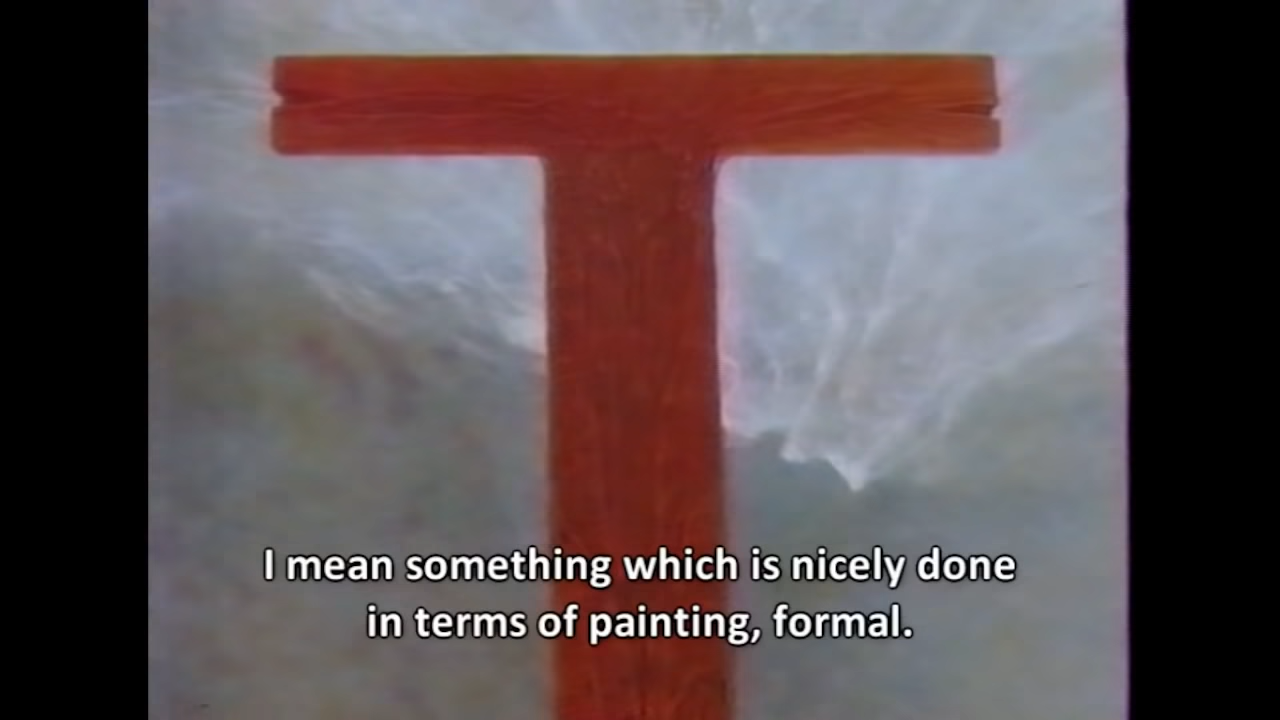 I mean something which is nicely done
in terms of painting, formal.